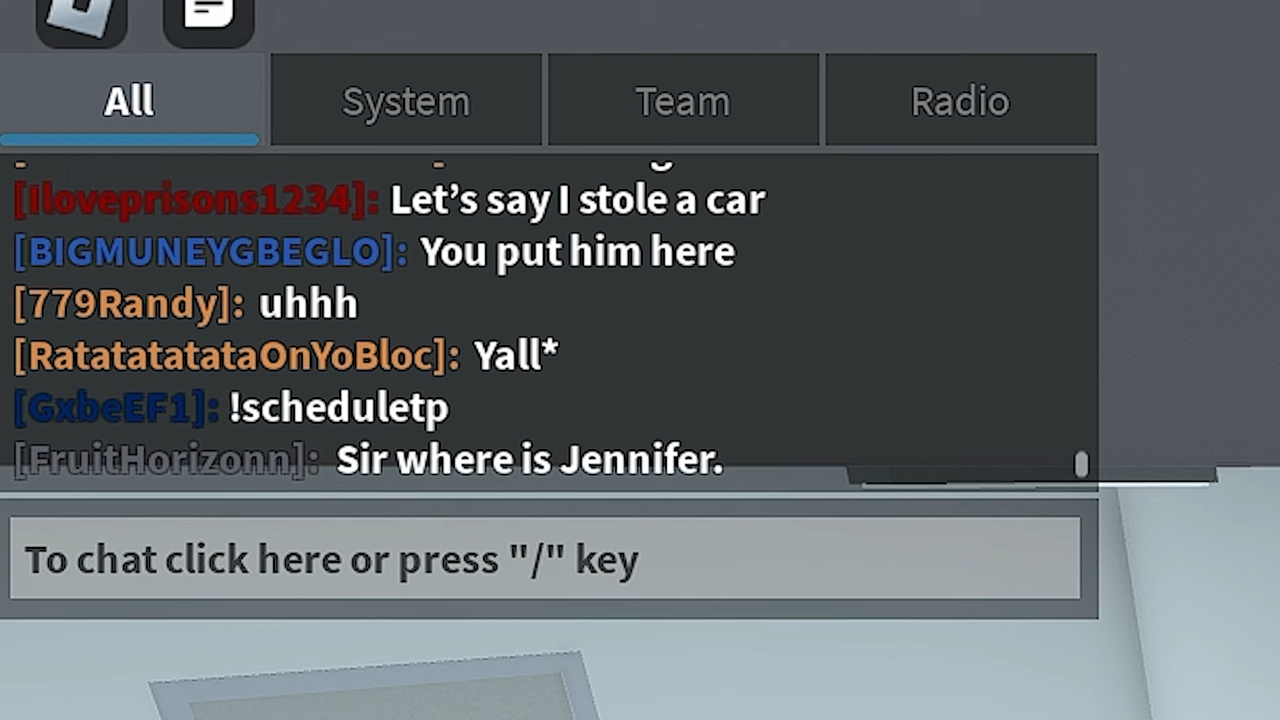 All
System
Team
Radio
[Iloveprisons1234]: Let’s say I stole a car
[BIGMUNEYGBEGLO]: You put him here
[779Randy]: uhhh
[RatatatatataOnYoBloc]: Yall*
[GxbeEF1]: !scheduletp
[FruitHorizonn]: Sir where is Jennifer.
To chat click here or press "/" key